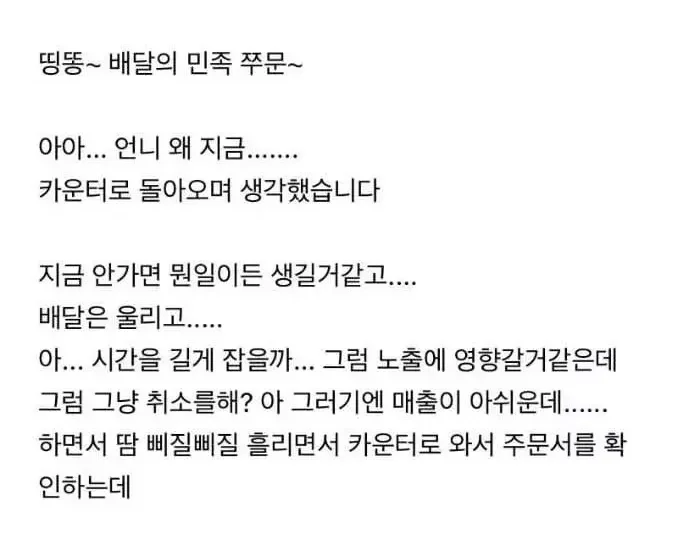 띵똥~ 배달의 민족 쭈문~
아아... 언니 왜 지금.......
카운터로 돌아오며 생각했습니다
지금 안가면 뭔일이든 생길거같고....
배달은 울리고.....
아... 시간을 길게 잡을까... 그럼 노출에 영향갈거같은데
그럼 그냥 취소를해? 아 그러기엔 매출이 아쉬운데......
하면서 땀 삐질삐질 흘리면서 카운터로 와서 주문서를 확
인하는데